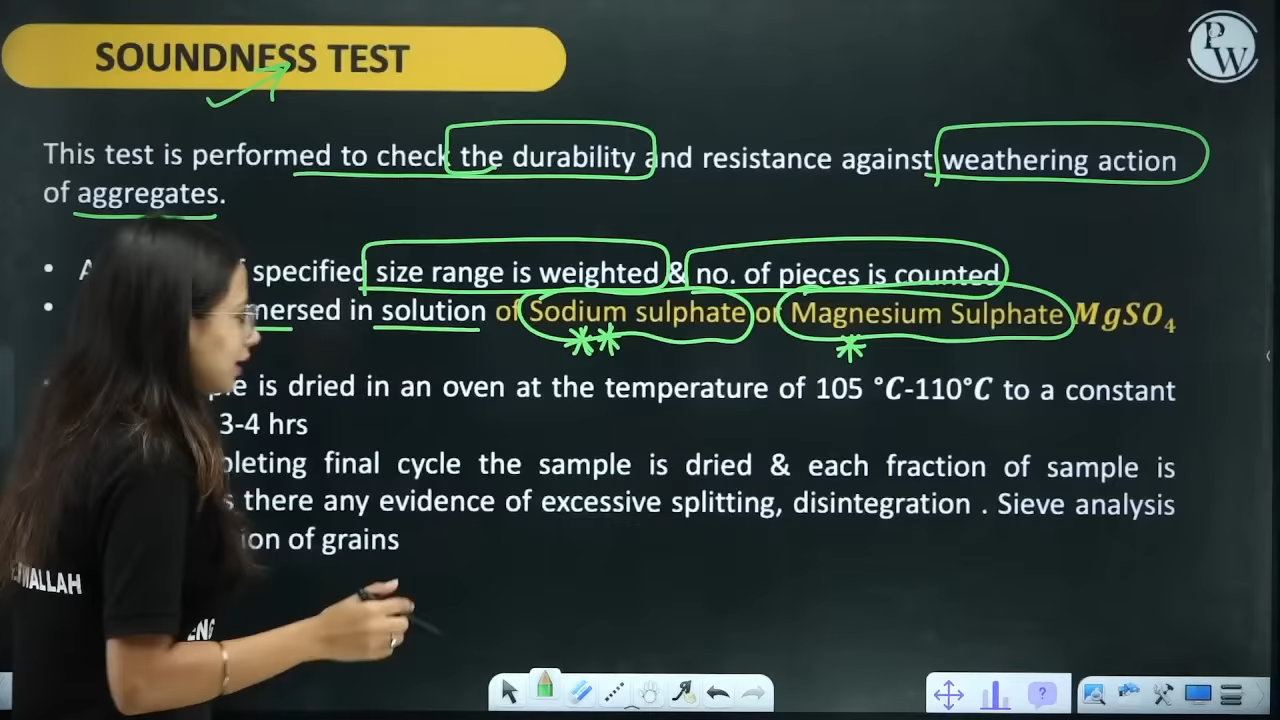 SOUNDNESS TEST
PW
This test is performed to check the durability and resistance against weathering action
of aggregates.
• specified size range is weighted & no. of pieces is counted
• in solution of Sodium sulphate or Magnesium Sulphate MgSO₄
is dried in an oven at the temperature of 105 °C-110°C to a constant
3-4 hrs
final cycle the sample is dried & each fraction of sample is
there any evidence of excessive splitting, disintegration . Sieve analysis
of grains
WALLAH